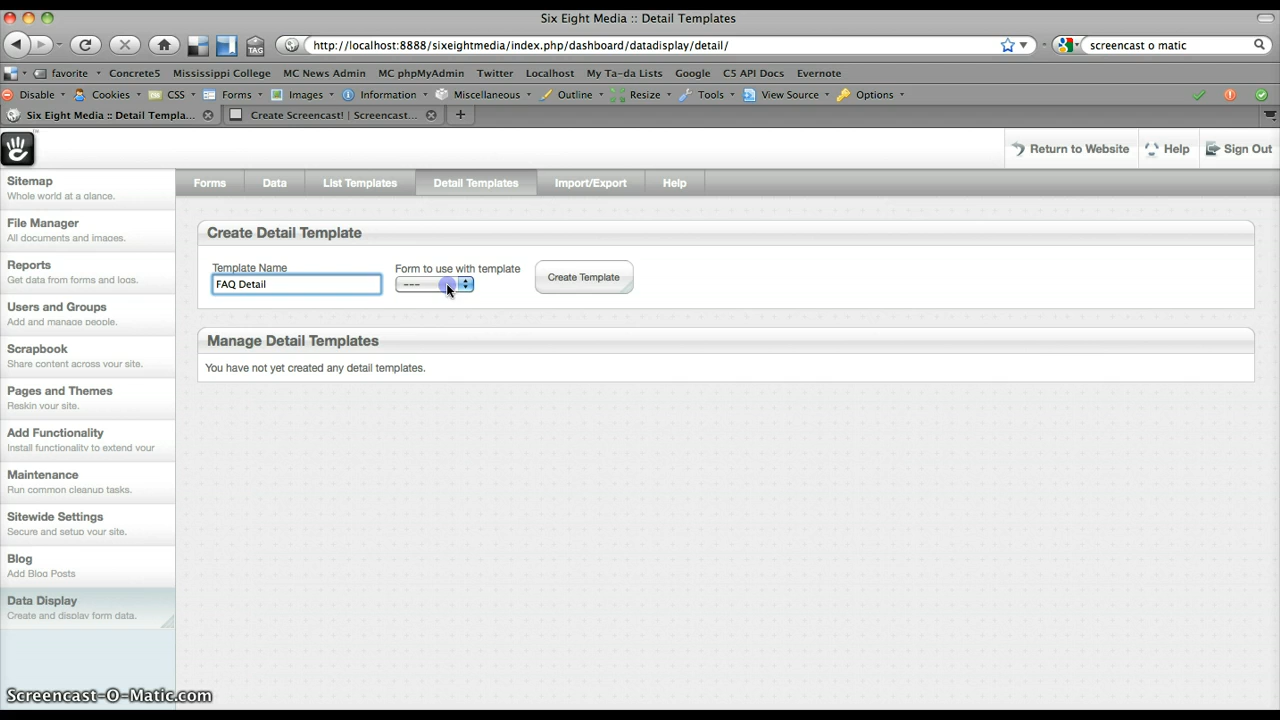 Six Eight Media :: Detail Templates
http://localhost:8888/sixeightmedia/index.php/dashboard/datadisplay/detail/
screencast o matic
TAG
favorite Concrete5 Mississippi College MC News Admin MC phpMyAdmin Twitter Localhost My Ta-da Lists Google C5 API Docs Evernote
Disable Cookies CSS Forms Images Information Miscellaneous Outline Resize Tools View Source Options
Six Eight Media :: Detail Templa... Create Screencast! | Screencast...
Return to Website Help Sign Out
Forms Data List Templates Detail Templates Import/Export Help
Sitemap
Whole world at a glance.
File Manager
All documents and images.
Reports
Get data from forms and logs.
Users and Groups
Add and manage people.
Scrapbook
Share content across your site.
Pages and Themes
Reskin your site.
Add Functionality
Install functionality to extend your
Maintenance
Run common cleanup tasks.
Sitewide Settings
Secure and setup your site.
Blog
Add Blog Posts
Data Display
Create and display form data.
Create Detail Template
Template Name Form to use with template
FAQ Detail --- Create Template
Manage Detail Templates
You have not yet created any detail templates.
Screencast-O-Matic.com